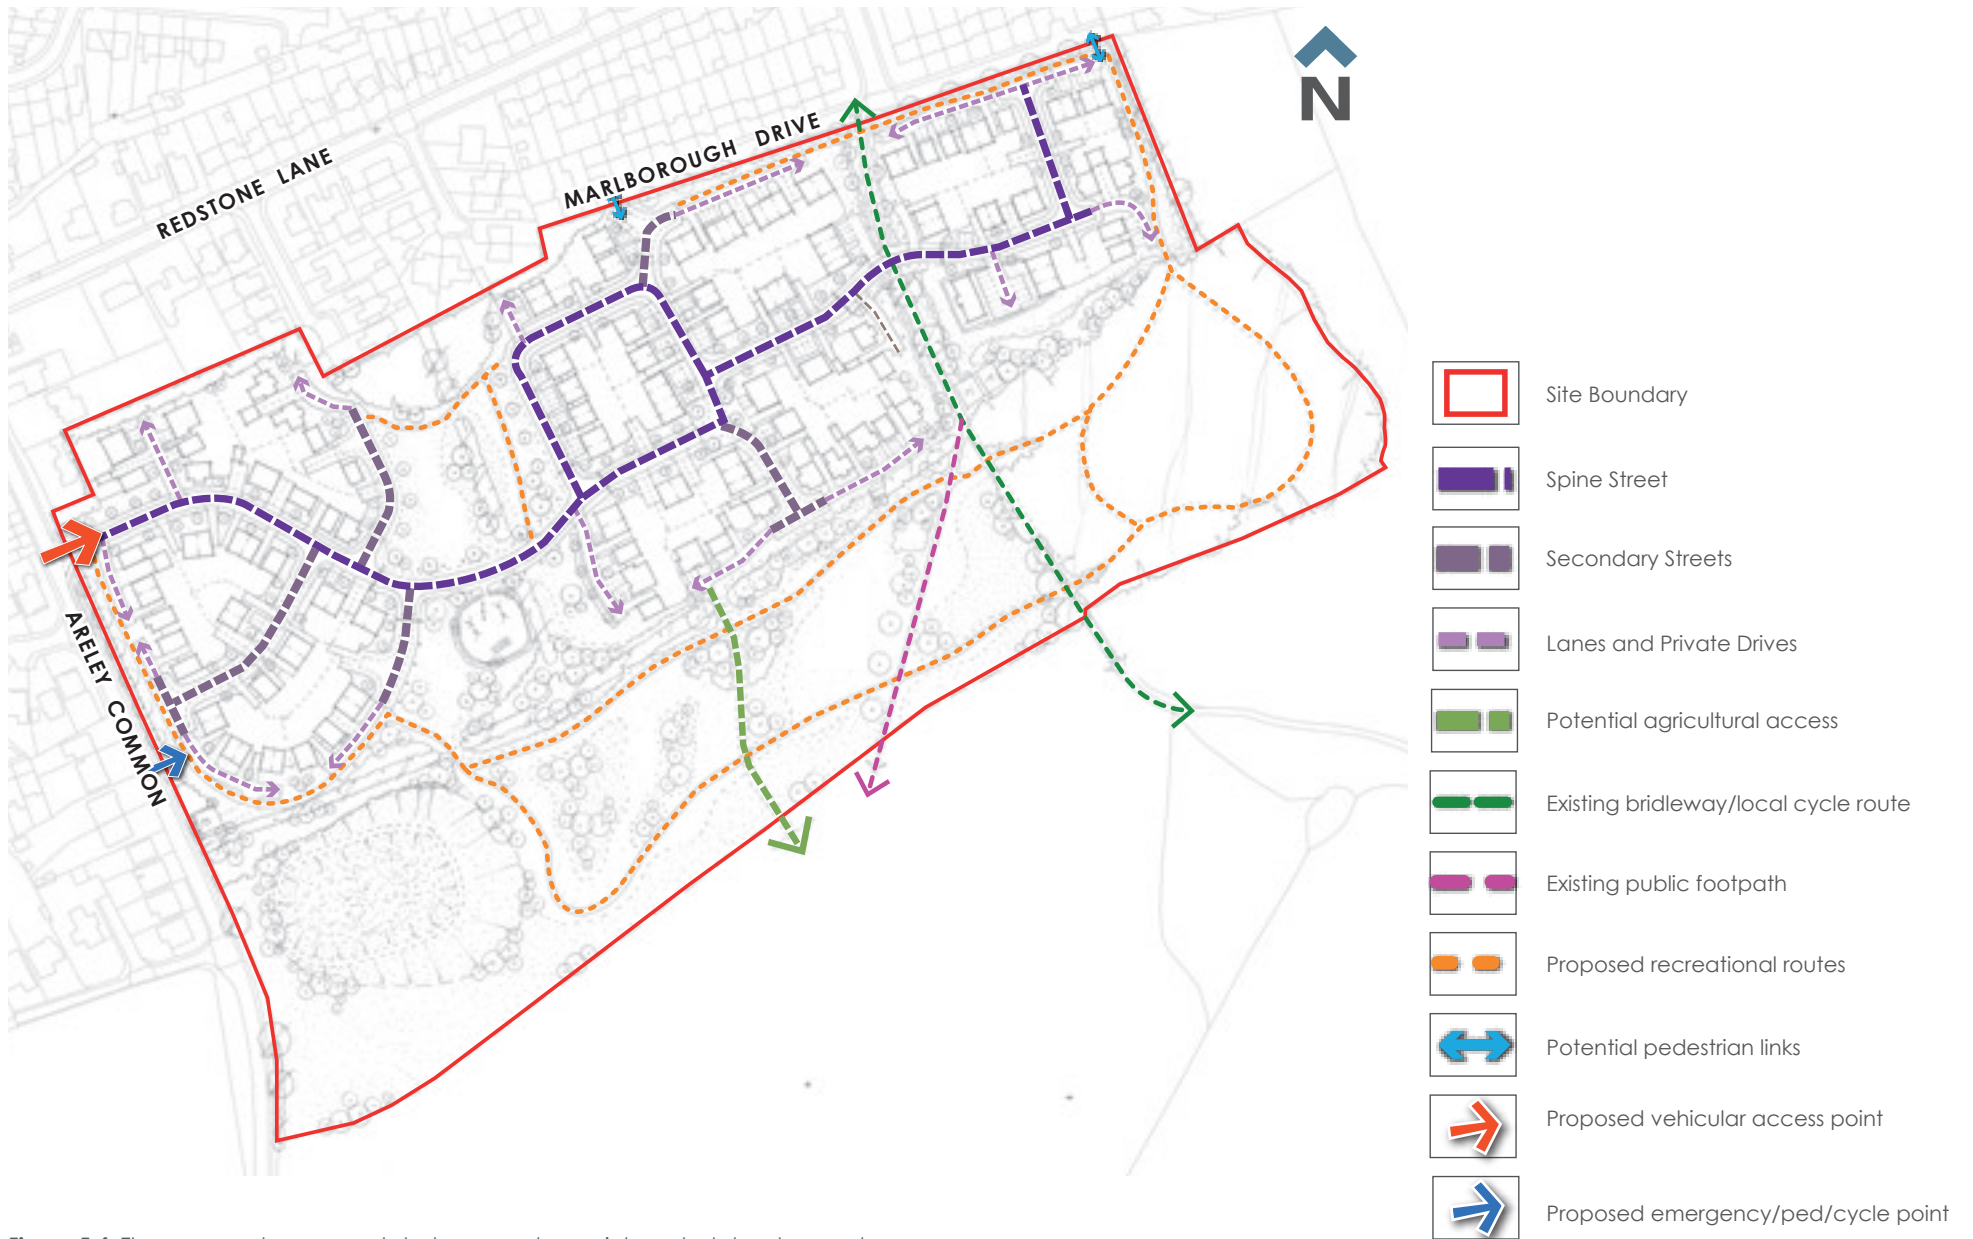 N
MARLBOROUGH DRIVE
REDSTONE LANE
ARELEY COMMON
Site Boundary
Spine Street
Secondary Streets
Lanes and Private Drives
Potential agricultural access
Existing bridleway/local cycle route
Existing public footpath
Proposed recreational routes
Potential pedestrian links
Proposed vehicular access point
Proposed emergency/ped/cycle point